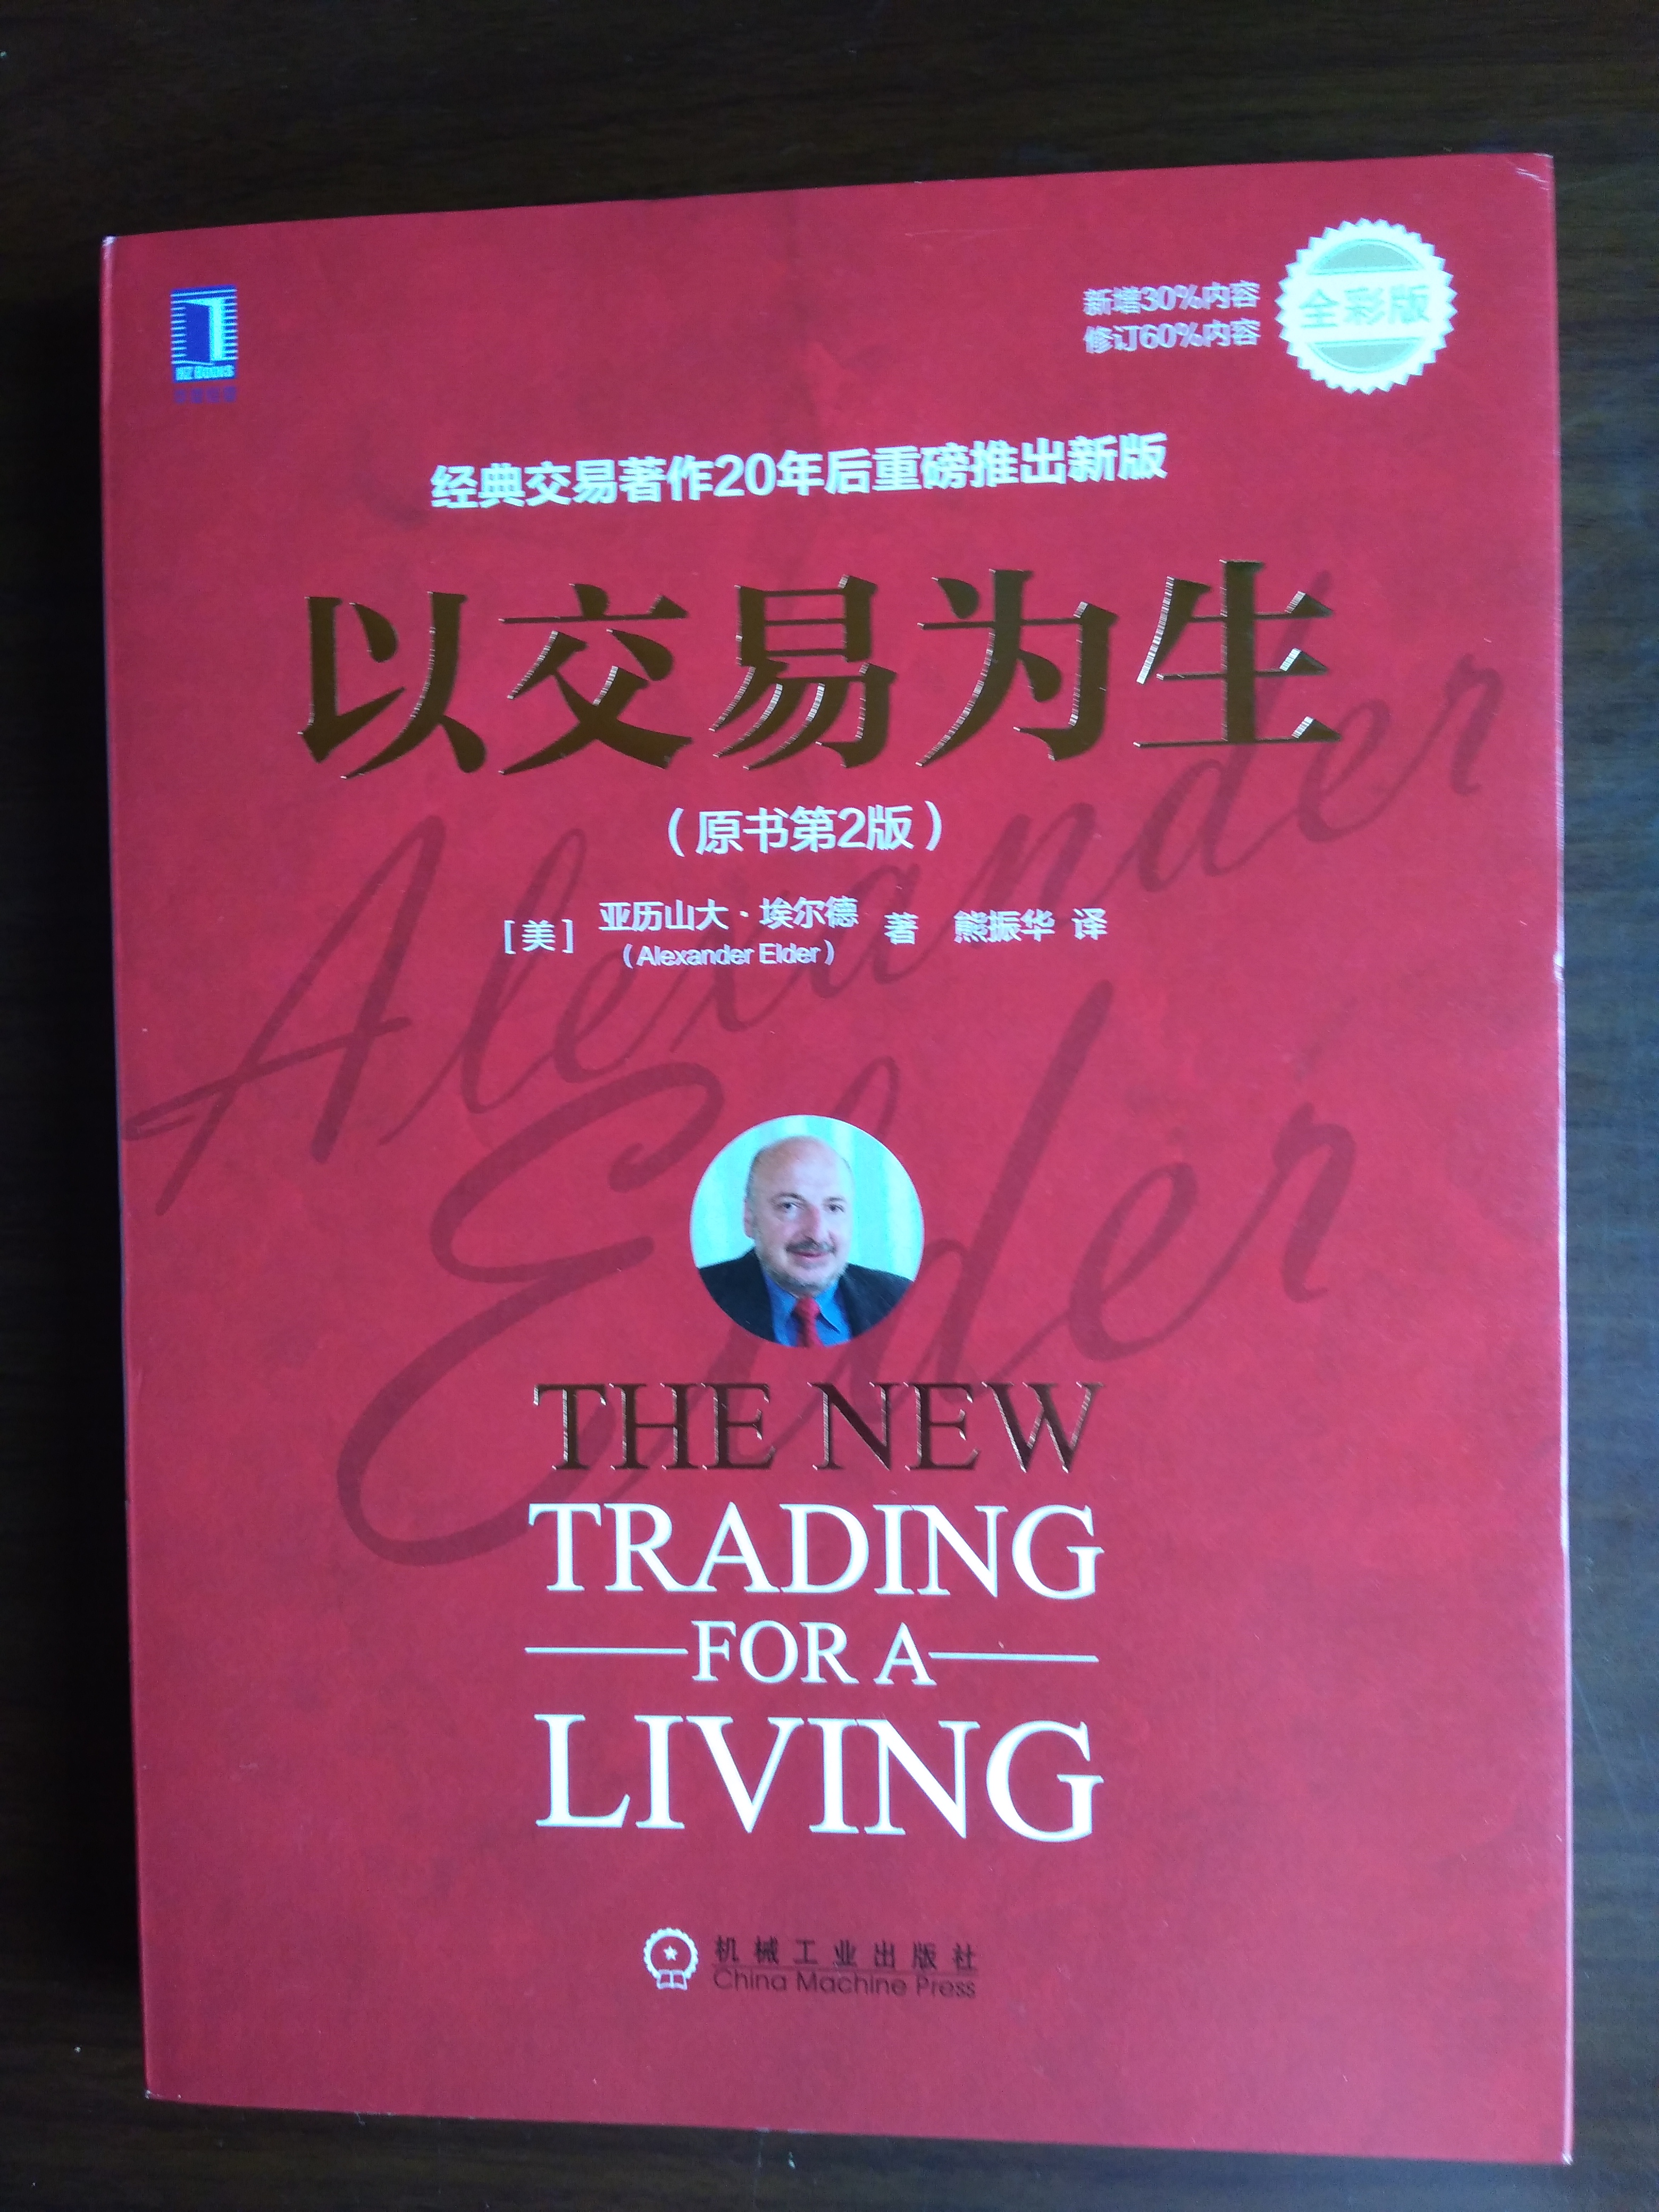 HZ BOOKS
新增30%内容
修订60%内容
全彩版
经典交易著作20年后重磅推出新版
以交易为生
(原书第2版)
[美] 亚历山大·埃尔德 著 熊振华 译
(Alexander Elder)
Alexander
Elder
THE NEW
TRADING
FOR A
LIVING
机械工业出版社
China Machine Press